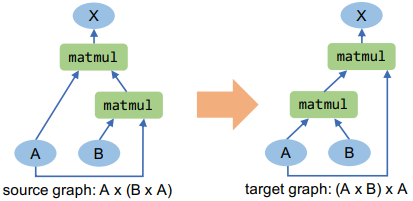 X X
matmul matmul
matmul matmul
A B A B
source graph: A x (B x A) target graph: (A x B) x A